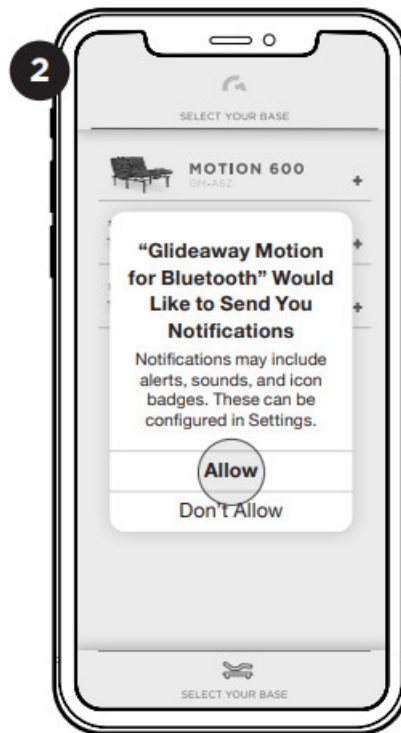 2
SELECT YOUR BASE
MOTION 600
GM-A6Z
“Glideaway Motion
for Bluetooth” Would
Like to Send You
Notifications
Notifications may include
alerts, sounds, and icon
badges. These can be
configured in Settings.
Allow
Don't Allow
SELECT YOUR BASE